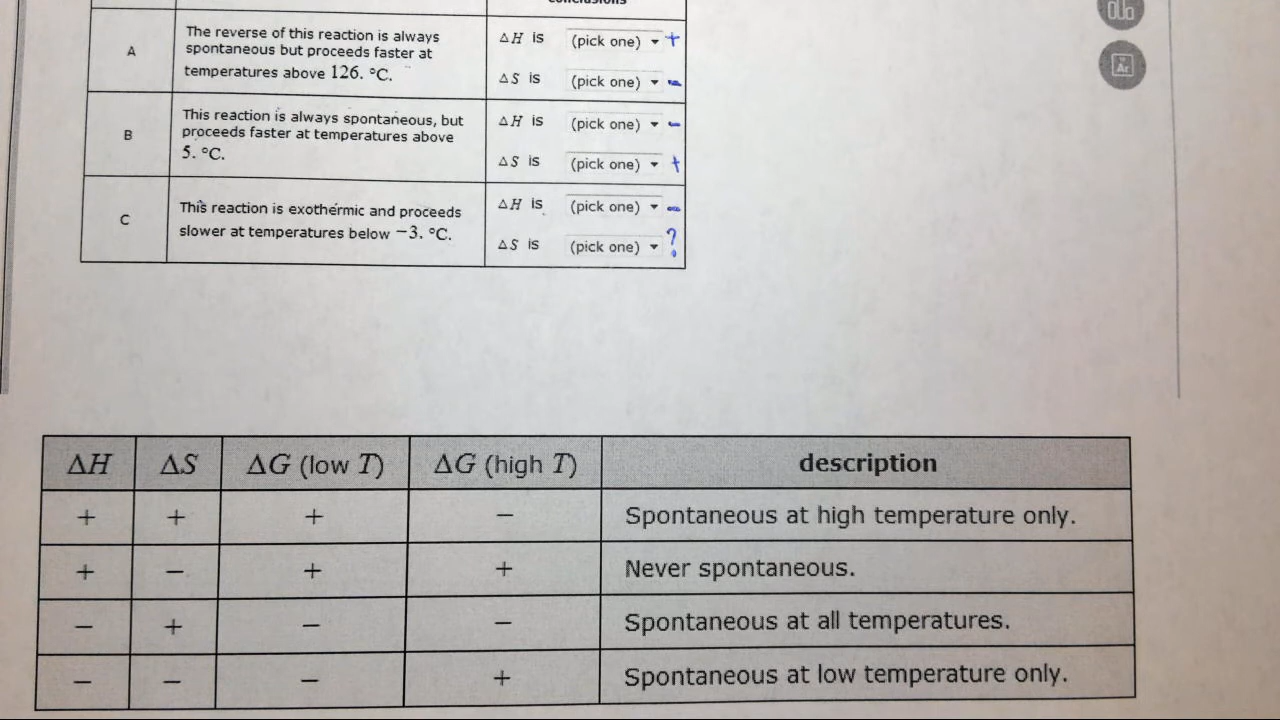 conclusions
A
The reverse of this reaction is always
spontaneous but proceeds faster at
temperatures above 126. °C.
ΔH is (pick one) +
ΔS is (pick one) -
B
This reaction is always spontaneous, but
proceeds faster at temperatures above
5. °C.
ΔH is (pick one) -
ΔS is (pick one) +
C
This reaction is exothermic and proceeds
slower at temperatures below −3. °C.
ΔH is (pick one) -
ΔS is (pick one) ?
Ar
ΔH ΔS ΔG (low T) ΔG (high T) description
+ + + − Spontaneous at high temperature only.
+ − + + Never spontaneous.
− + − − Spontaneous at all temperatures.
− − − + Spontaneous at low temperature only.